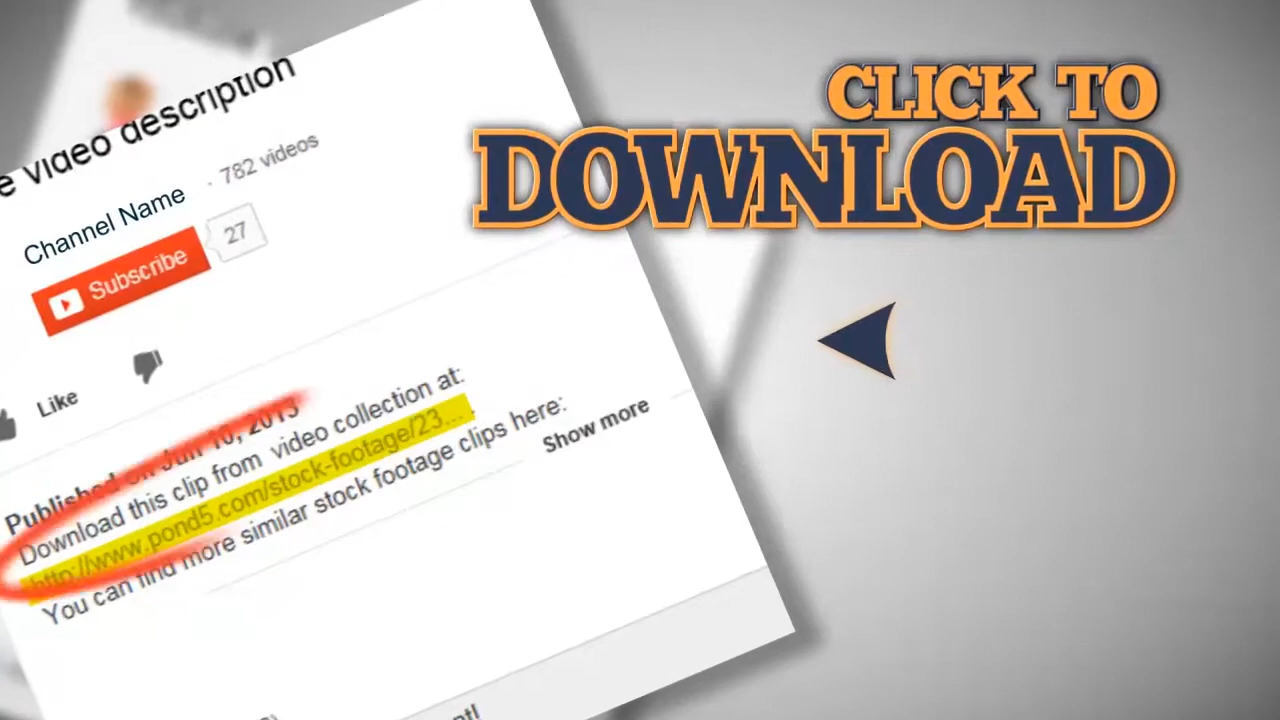 e video description
Channel Name
· 782 videos
Subscribe
27
Like
Published on Jun 10, 2013
Download this clip from video collection at:
http://www.pond5.com/stock-footage/23... .
You can find more similar stock footage clips here:
Show more
CLICK TO
DOWNLOAD